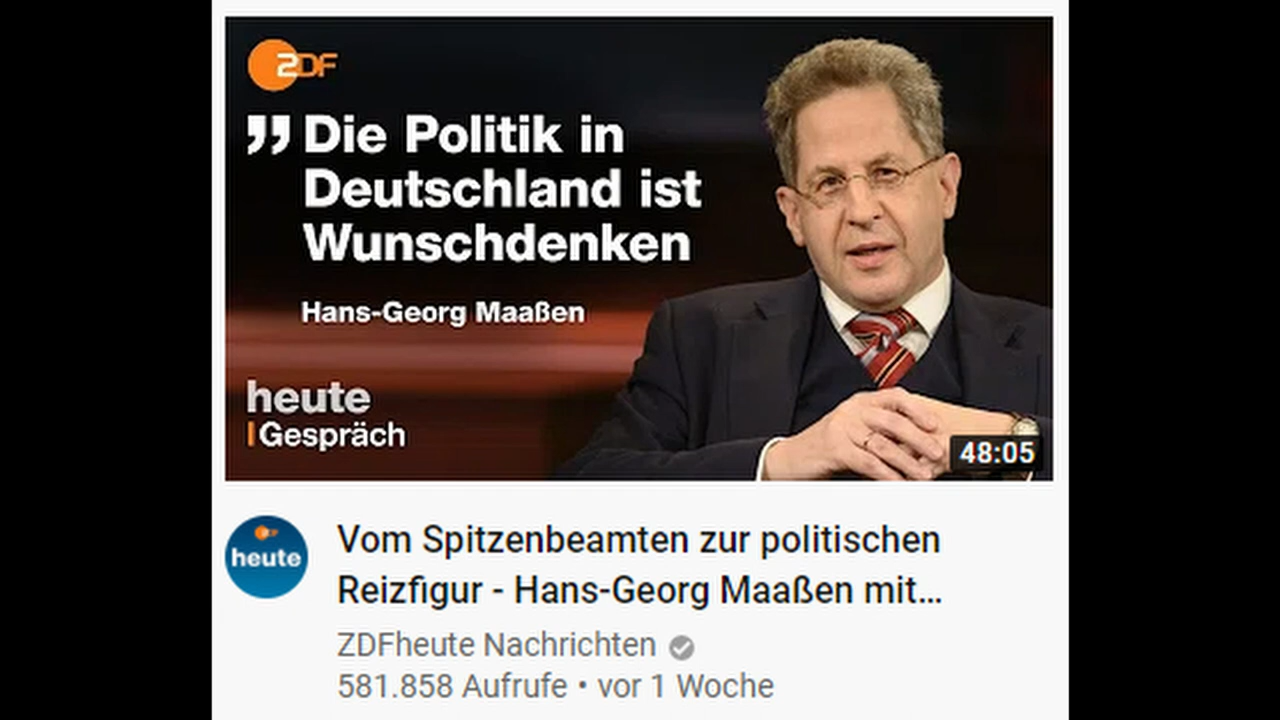 ZDF
” Die Politik in
Deutschland ist
Wunschdenken
Hans-Georg Maaßen
heute
Gespräch
48:05
heute
Vom Spitzenbeamten zur politischen
Reizfigur - Hans-Georg Maaßen mit...
ZDFheute Nachrichten
581.858 Aufrufe • vor 1 Woche